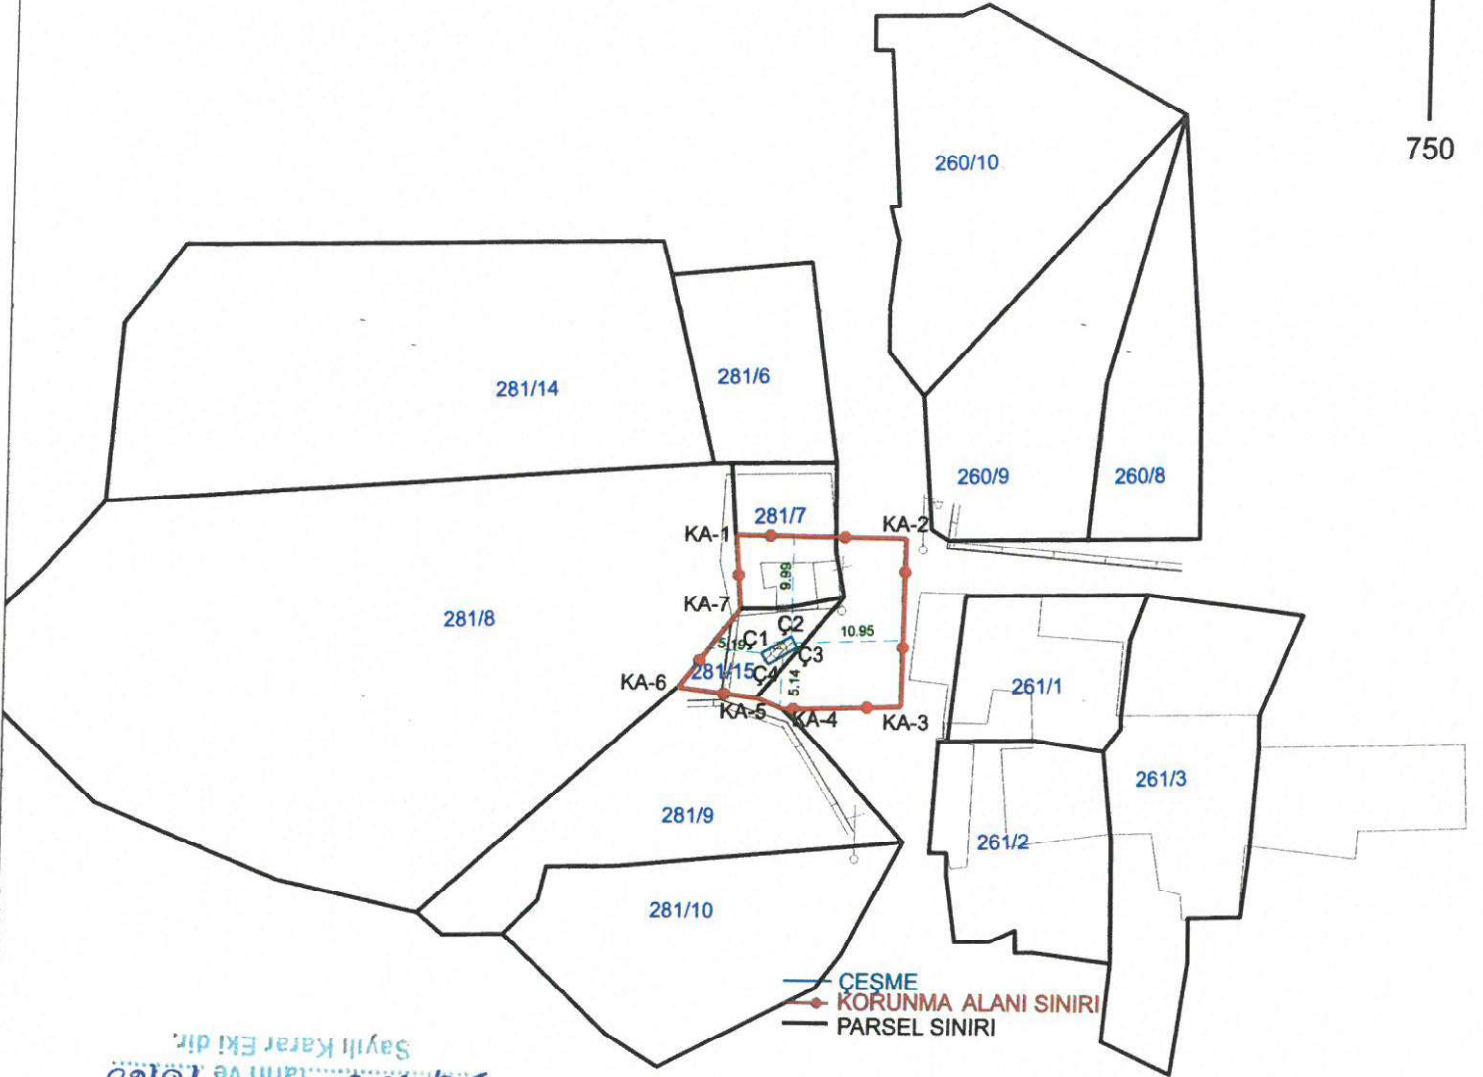 750
260/10
281/14
281/6
260/9
260/8
281/7
KA-1
KA-2
9.99
281/8
KA-7
Ç2
Ç1
10.95
5.19
Ç3
281/15
Ç4
KA-6
5.14
261/1
KA-5
KA-4
KA-3
261/3
281/9
261/2
281/10
ÇEŞME
KORUNMA ALANI SINIRI
PARSEL SINIRI
tarih ve
Sayılı Karar Eki dir.